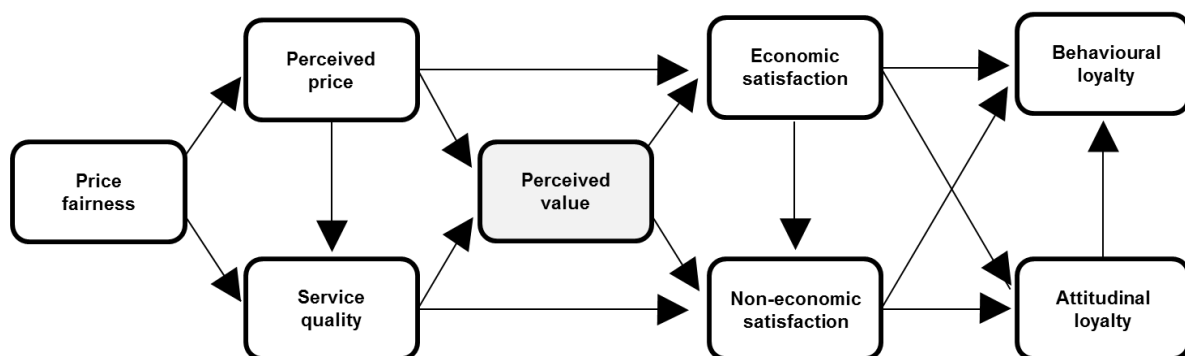 Perceived
price
Economic
satisfaction
Behavioural
loyalty
Price
fairness
Perceived
value
Service
quality
Non-economic
satisfaction
Attitudinal
loyalty